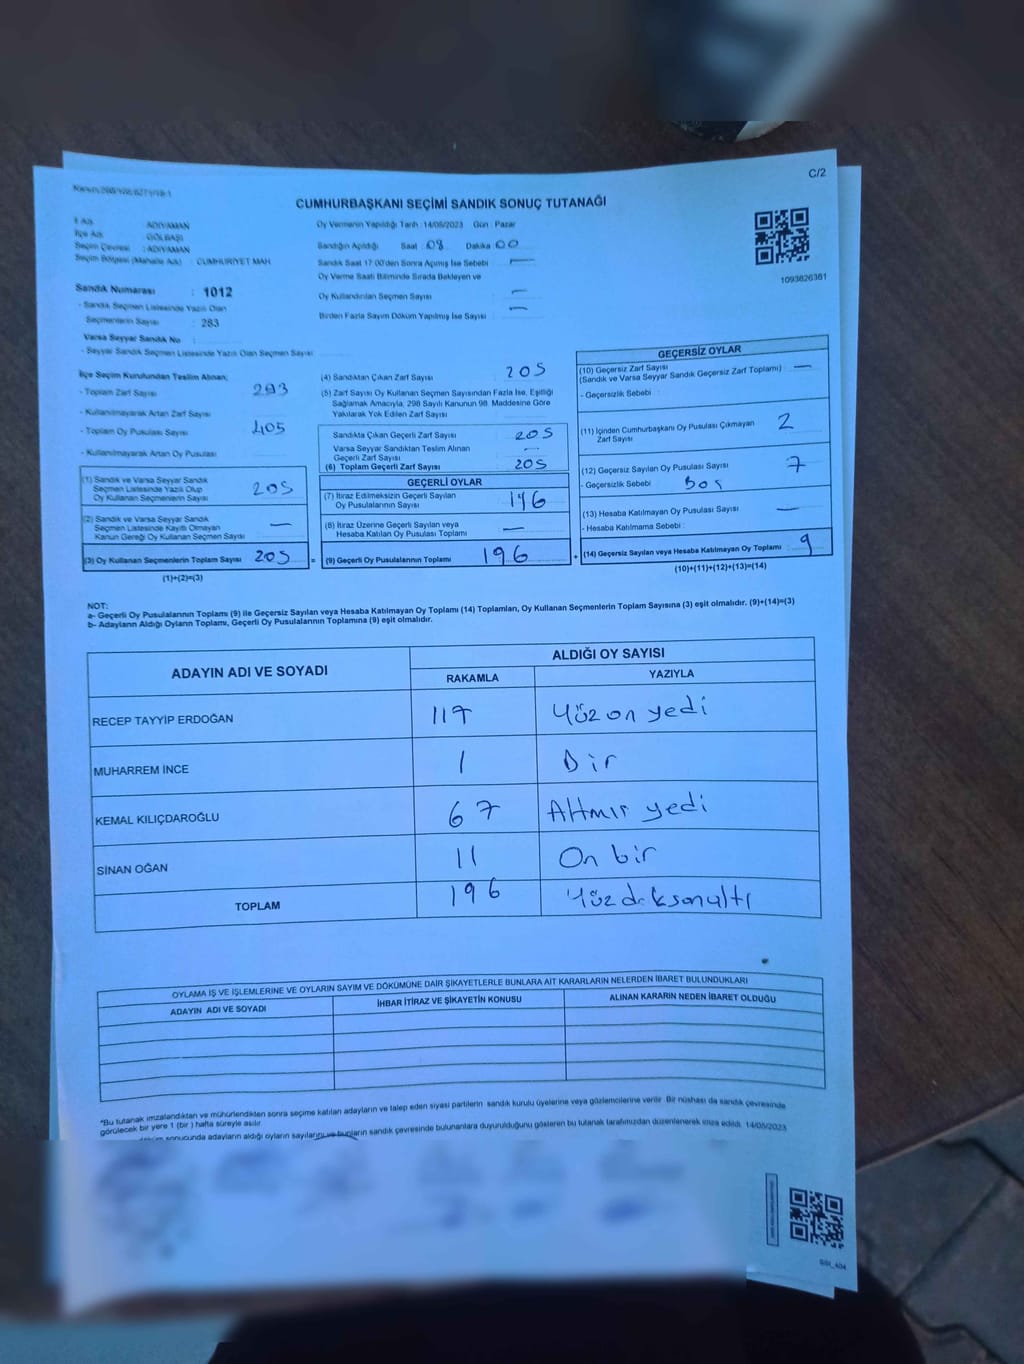 C/2
CUMHURBAŞKANI SEÇİMİ SANDIK SONUÇ TUTANAĞI
İl Adı : ADIYAMAN
İlçe Adı : GÖLBAŞI
Seçim Çevresi : ADIYAMAN
Seçim Bölgesi (Mahalle Adı) : CUMHURİYET MAH.
Sandık Numarası : 1012
- Sandık Seçmen Listesinde Yazılı Olan
Seçmenlerin Sayısı : 283
Varsa Seyyar Sandık No
- Seyyar Sandık Seçmen Listesinde Yazılı Olan Seçmen Sayısı
Oy Vermenin Yapıldığı Tarih : 14/05/2023 Gün : Pazar
Sandığın Açıldığı Saat : 08 Dakika 00
Sandık Saat 17:00'den Sonra Açılmış İse Sebebi —
Oy Verme Saati Bitiminde Sırada Bekleyen ve
Oy Kullandırılan Seçmen Sayısı —
Birden Fazla Sayım Döküm Yapılmış İse Sayısı —
1093626361
İlçe Seçim Kurulundan Teslim Alınan;
- Toplam Zarf Sayısı 293
- Kullanılmayarak Artan Zarf Sayısı
- Toplam Oy Pusulası Sayısı 405
- Kullanılmayarak Artan Oy Pusulası
(1) Sandık ve Varsa Seyyar Sandık
Seçmen Listesinde Yazılı Olup
Oy Kullanan Seçmenlerin Sayısı 205
(2) Sandık ve Varsa Seyyar Sandık
Seçmen Listesinde Kayıtlı Olmayan
Kanun Gereği Oy Kullanan Seçmen Sayısı —
(3) Oy Kullanan Seçmenlerin Toplam Sayısı 205 =
(1)+(2)=(3)
(4) Sandıktan Çıkan Zarf Sayısı 205
(5) Zarf Sayısı Oy Kullanan Seçmen Sayısından Fazla İse, Eşitliği
Sağlamak Amacıyla; 298 Sayılı Kanunun 98. Maddesine Göre
Yakılarak Yok Edilen Zarf Sayısı
Sandıkta Çıkan Geçerli Zarf Sayısı 205
Varsa Seyyar Sandıktan Teslim Alınan
Geçerli Zarf Sayısı —
(6) Toplam Geçerli Zarf Sayısı 205
GEÇERLİ OYLAR
(7) İtiraz Edilmeksizin Geçerli Sayılan
Oy Pusulalarının Sayısı 196
(8) İtiraz Üzerine Geçerli Sayılan veya
Hesaba Katılan Oy Pusulaları Toplamı —
(9) Geçerli Oy Pusulalarının Toplamı 196 +
GEÇERSİZ OYLAR
(10) Geçersiz Zarf Sayısı
(Sandık ve Varsa Seyyar Sandık Geçersiz Zarf Toplamı) —
- Geçersizlik Sebebi :
(11) İçinden Cumhurbaşkanı Oy Pusulası Çıkmayan
Zarf Sayısı 2
(12) Geçersiz Sayılan Oy Pusulası Sayısı 7
- Geçersizlik Sebebi Boş
(13) Hesaba Katılmayan Oy Pusulası Sayısı —
- Hesaba Katılmama Sebebi :
(14) Geçersiz Sayılan veya Hesaba Katılmayan Oy Toplamı : 9
(10)+(11)+(12)+(13)=(14)
NOT:
a- Geçerli Oy Pusulalarının Toplamı (9) ile Geçersiz Sayılan veya Hesaba Katılmayan Oy Toplamı (14) Toplamları, Oy Kullanan Seçmenlerin Toplam Sayısına (3) eşit olmalıdır. (9)+(14)=(3)
b- Adayların Aldığı Oyların Toplamı, Geçerli Oy Pusulalarının Toplamına (9) eşit olmalıdır.
ADAYIN ADI VE SOYADI
ALDIĞI OY SAYISI
RAKAMLA YAZIYLA
RECEP TAYYİP ERDOĞAN 117 Yüz on yedi
MUHARREM İNCE 1 Bir
KEMAL KILIÇDAROĞLU 67 Altmış yedi
SİNAN OĞAN 11 On bir
TOPLAM 196 Yüz doksan altı
OYLAMA İŞ VE İŞLEMLERİNE VE OYLARIN SAYIM VE DÖKÜMÜNE DAİR ŞİKAYETLERLE BUNLARA AİT KARARLARIN NELERDEN İBARET BULUNDUKLARI
ADAYIN ADI VE SOYADI İHBAR İTİRAZ VE ŞİKAYETİN KONUSU ALINAN KARARIN NEDEN İBARET OLDUĞU
*Bu tutanak imzalandıktan ve mühürlendikten sonra seçime katılan adayların ve talep eden siyasi partilerin sandık kurulu üyelerine veya gözlemcilerine verilir. Bir nüshası da sandık çevresinde
görülecek bir yere 1 (bir) hafta süreyle asılır.
sonucunda adayların aldığı oyların sayılarını ve bunların sandık çevresinde bulunanlara duyurulduğunu gösteren bu tutanak tarafımızdan düzenlenerek imza edildi. 14/05/2023